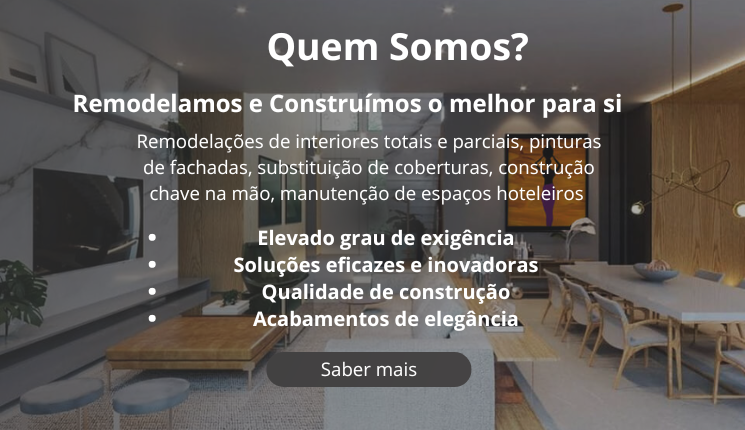 Quem Somos?
Remodelamos e Construímos o melhor para si
Remodelações de interiores totais e parciais, pinturas
de fachadas, substituição de coberturas, construção
chave na mão, manutenção de espaços hoteleiros
• Elevado grau de exigência
• Soluções eficazes e inovadoras
• Qualidade de construção
• Acabamentos de elegância
Saber mais